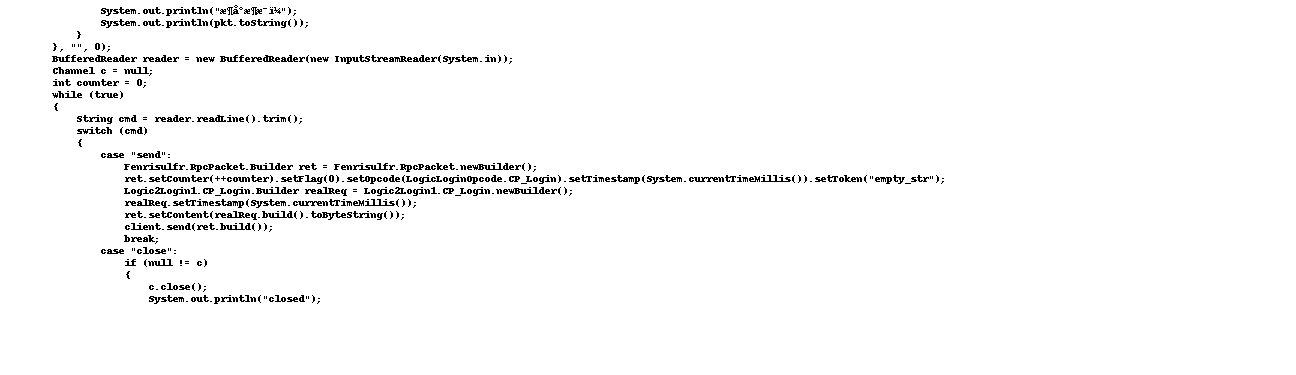 System.out.println("æ¶å°æ¶æ¯ï¼");
System.out.println(pkt.toString());
}
}, "", 0);
BufferedReader reader = new BufferedReader(new InputStreamReader(System.in));
Channel c = null;
int counter = 0;
while (true)
{
String cmd = reader.readLine().trim();
switch (cmd)
{
case "send":
Fenrisulfr.RpcPacket.Builder ret = Fenrisulfr.RpcPacket.newBuilder();
ret.setCounter(++counter).setFlag(0).setOpcode(LogicLoginOpcode.CP_Login).setTimestamp(System.currentTimeMillis()).setToken("empty_str");
Logic2Login1.CP_Login.Builder realReq = Logic2Login1.CP_Login.newBuilder();
realReq.setTimestamp(System.currentTimeMillis());
ret.setContent(realReq.build().toByteString());
client.send(ret.build());
break;
case "close":
if (null != c)
{
c.close();
System.out.println("closed");